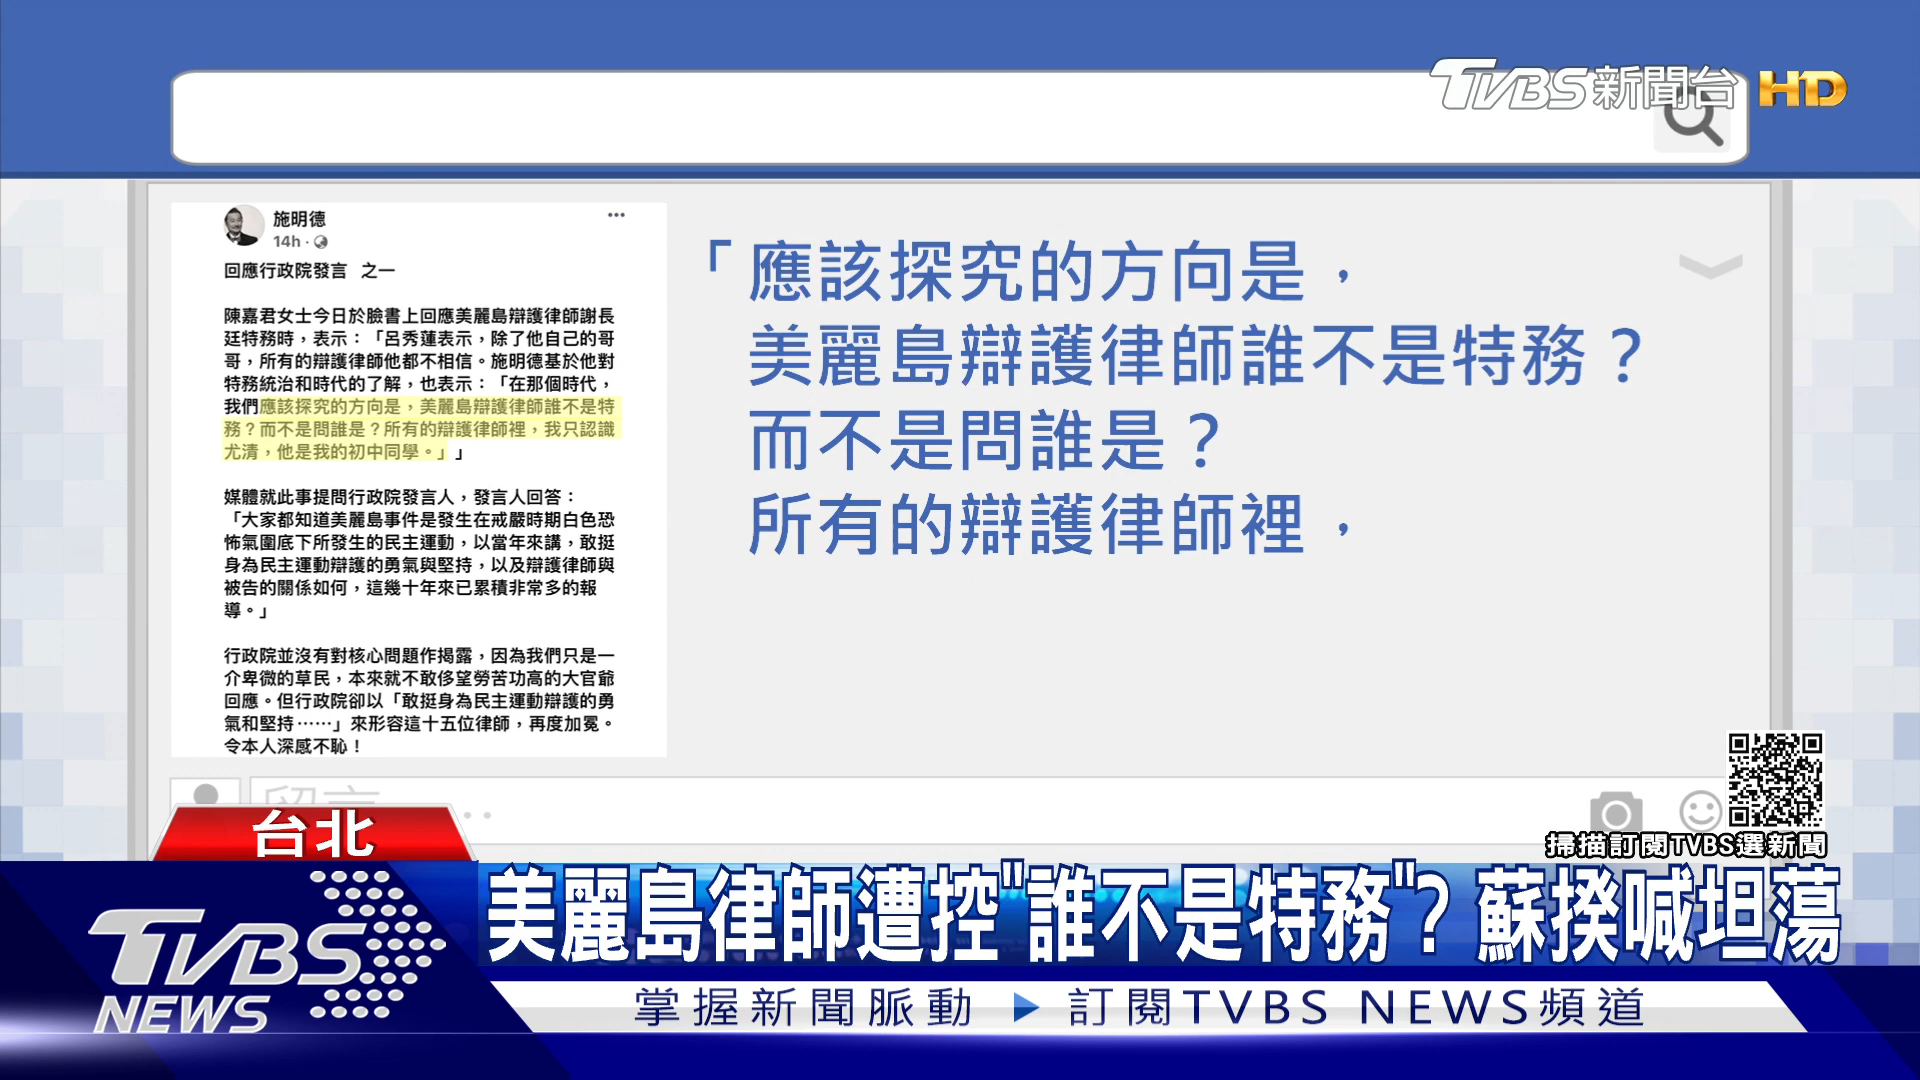 TVBS新聞台 HD
施明德
14h
回應行政院發言 之一
陳嘉君女士今日於臉書上回應美麗島辯護律師謝長
廷特務時，表示：「呂秀蓮表示，除了他自己的哥
哥，所有的辯護律師他都不相信。施明德基於他對
特務統治和時代的了解，也表示：「在那個時代，
我們應該探究的方向是，美麗島辯護律師誰不是特
務？而不是問誰是？所有的辯護律師裡，我只認識
尤清，他是我的初中同學。」」
媒體就此事提問行政院發言人，發言人回答：
「大家都知道美麗島事件是發生在戒嚴時期白色恐
怖氣圍底下所發生的民主運動，以當年來講，敢挺
身為民主運動辯護的勇氣與堅持，以及辯護律師與
被告的關係如何，這幾十年來已累積非常多的報
導。」
行政院並沒有對核心問題作揭露，因為我們只是一
介卑微的草民，本來就不敢侈望勞苦功高的大官爺
回應。但行政院卻以「敢挺身為民主運動辯護的勇
氣和堅持⋯⋯」來形容這十五位律師，再度加冕。
令本人深感不恥！
「應該探究的方向是，
美麗島辯護律師誰不是特務？
而不是問誰是？
所有的辯護律師裡，
留言
掃描訂閱TVBS選新聞
台北
美麗島律師遭控"誰不是特務"? 蘇揆喊坦蕩
TVBS NEWS
掌握新聞脈動 ▶ 訂閱TVBS NEWS頻道